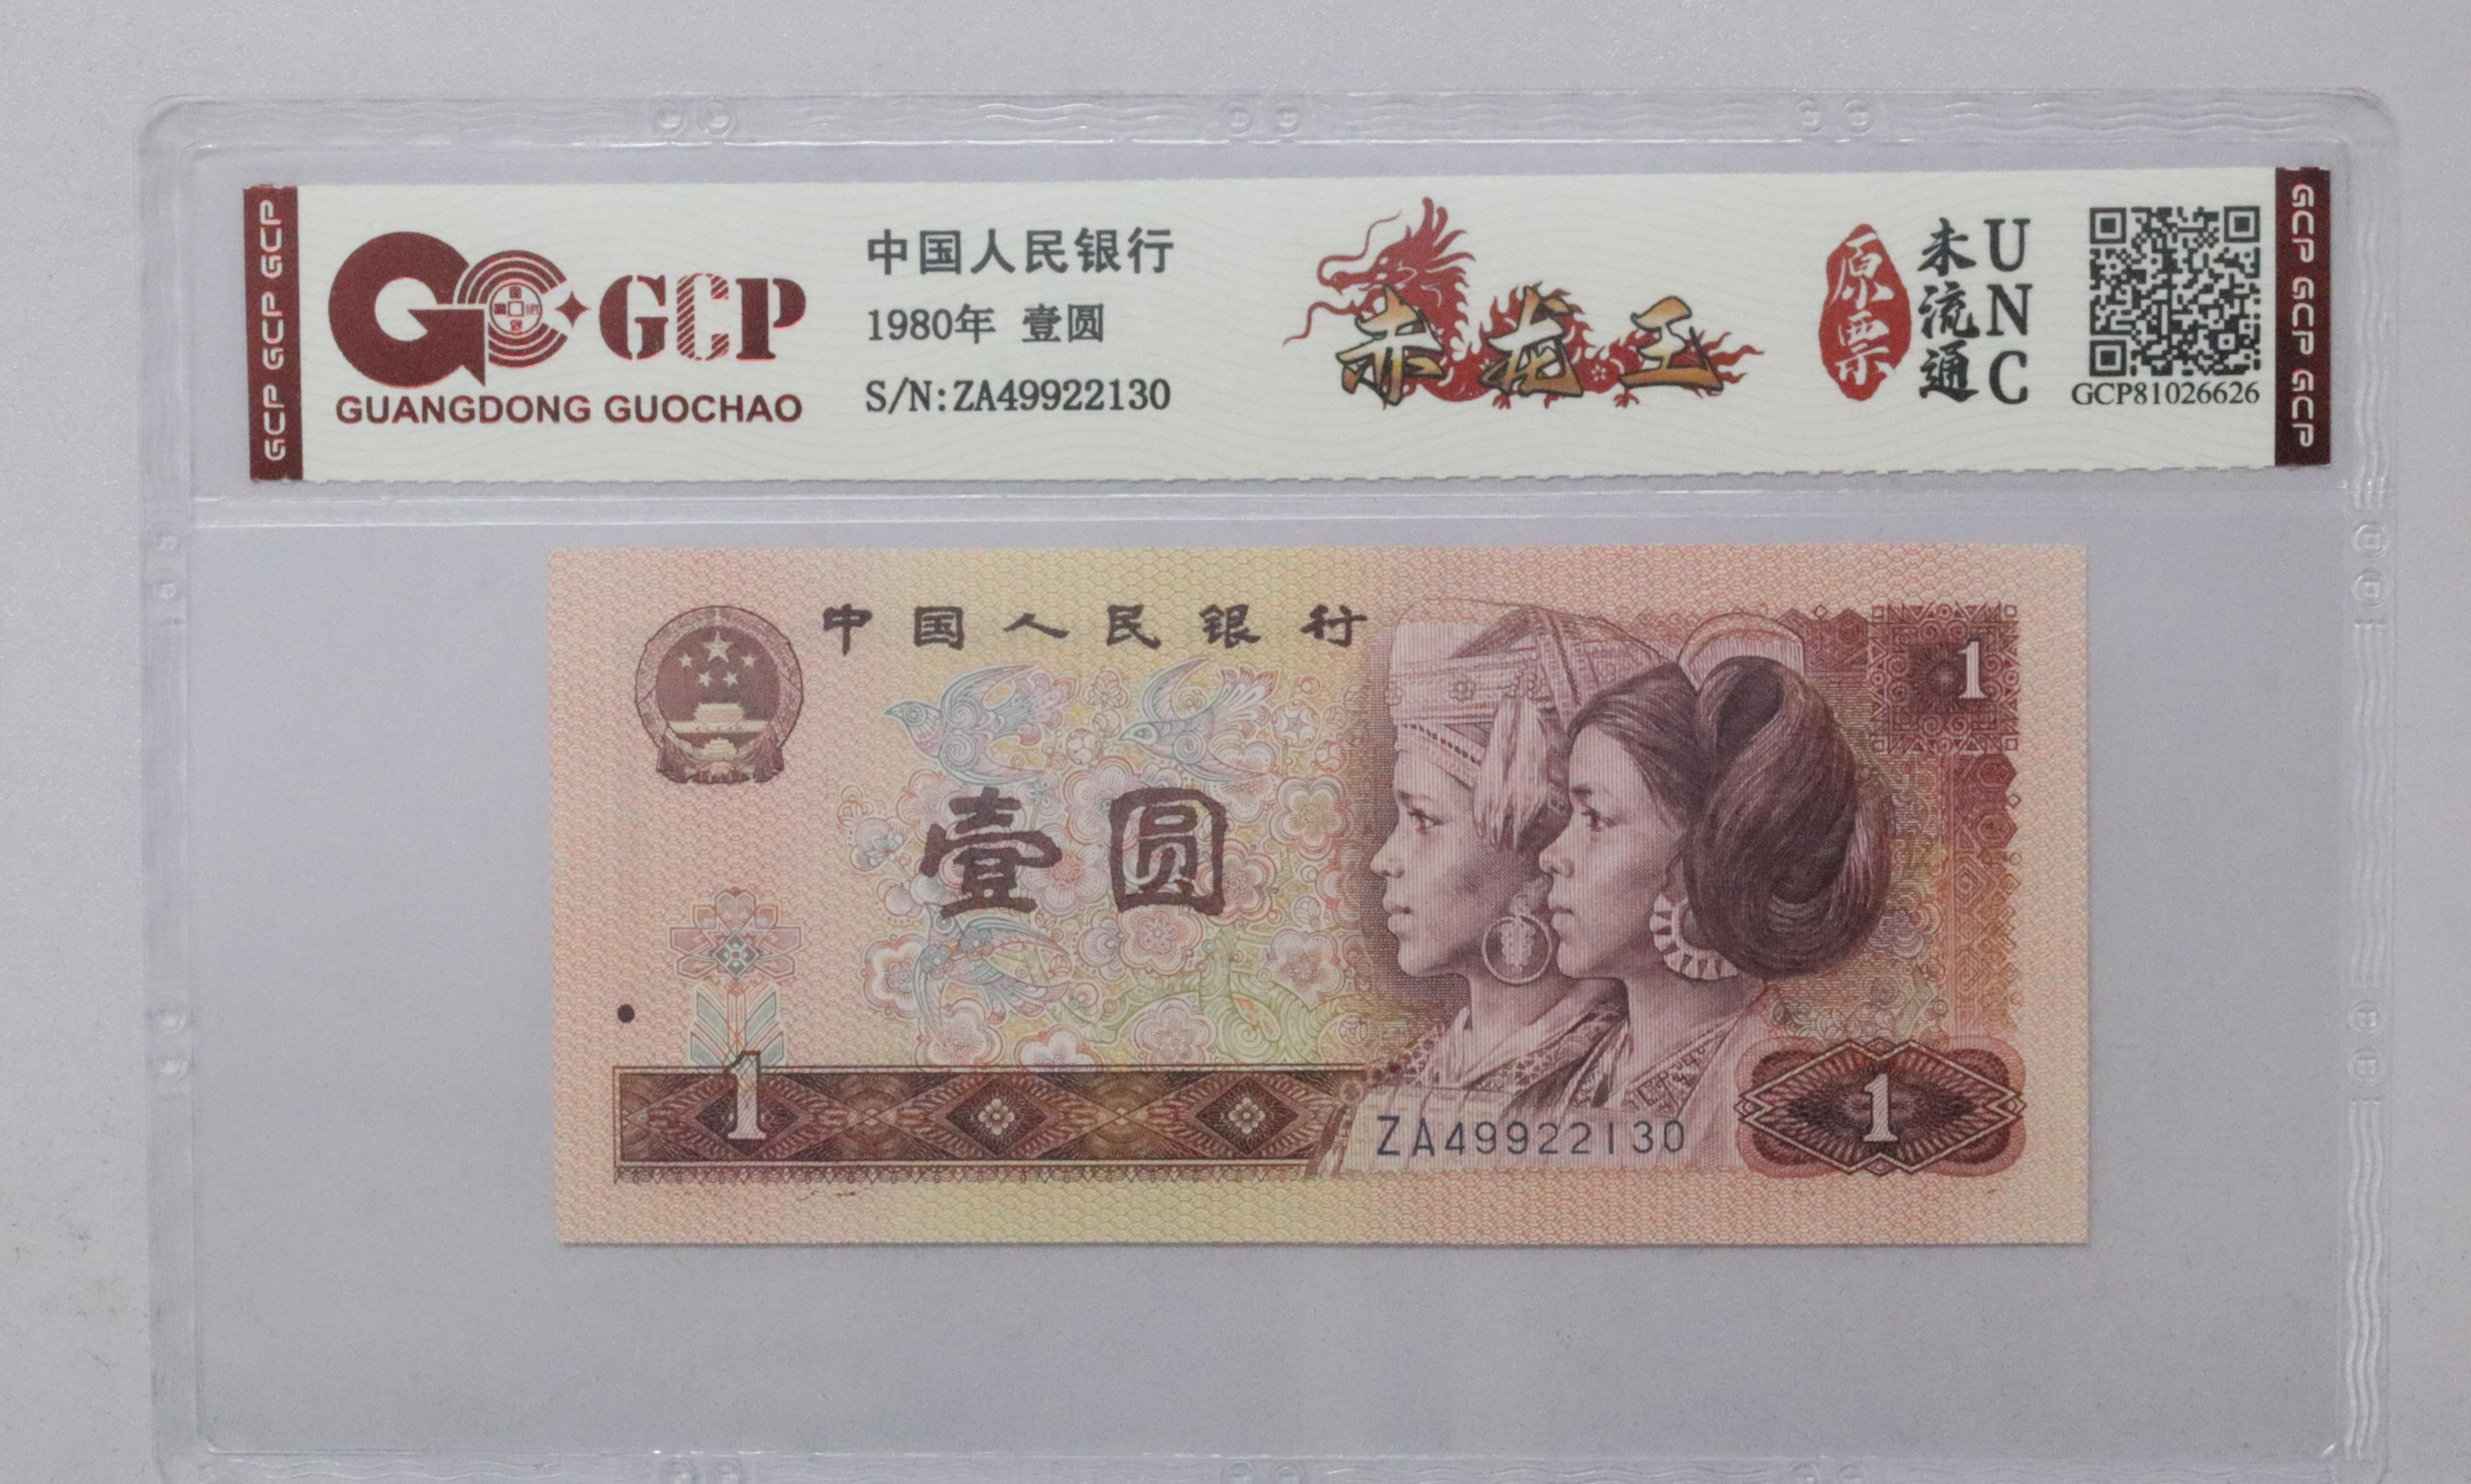 GCP GCP GCP
GCP
GUANGDONG GUOCHAO
中国人民银行
1980年 壹圆
S/N:ZA49922130
赤龙王
原票
未流通
UNC
GCP81026626
GCP GCP GCP
中国人民银行
1
壹圆
1
ZA49922130
1